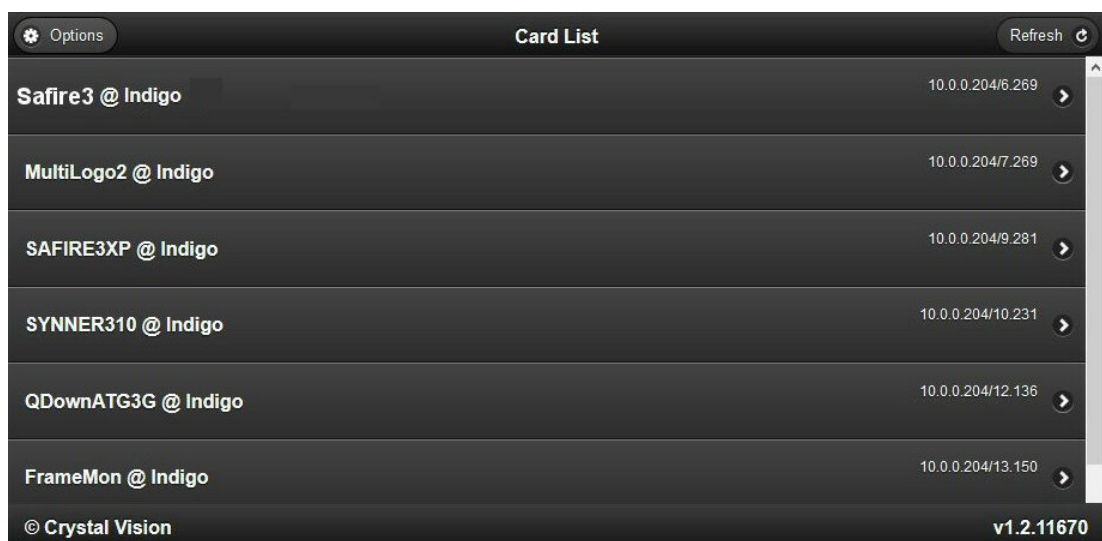 Options Card List Refresh
Safire3 @ Indigo 10.0.0.204/6.269
MultiLogo2 @ Indigo 10.0.0.204/7.269
SAFIRE3XP @ Indigo 10.0.0.204/9.281
SYNNER310 @ Indigo 10.0.0.204/10.231
QDownATG3G @ Indigo 10.0.0.204/12.136
FrameMon @ Indigo 10.0.0.204/13.150
© Crystal Vision v1.2.11670